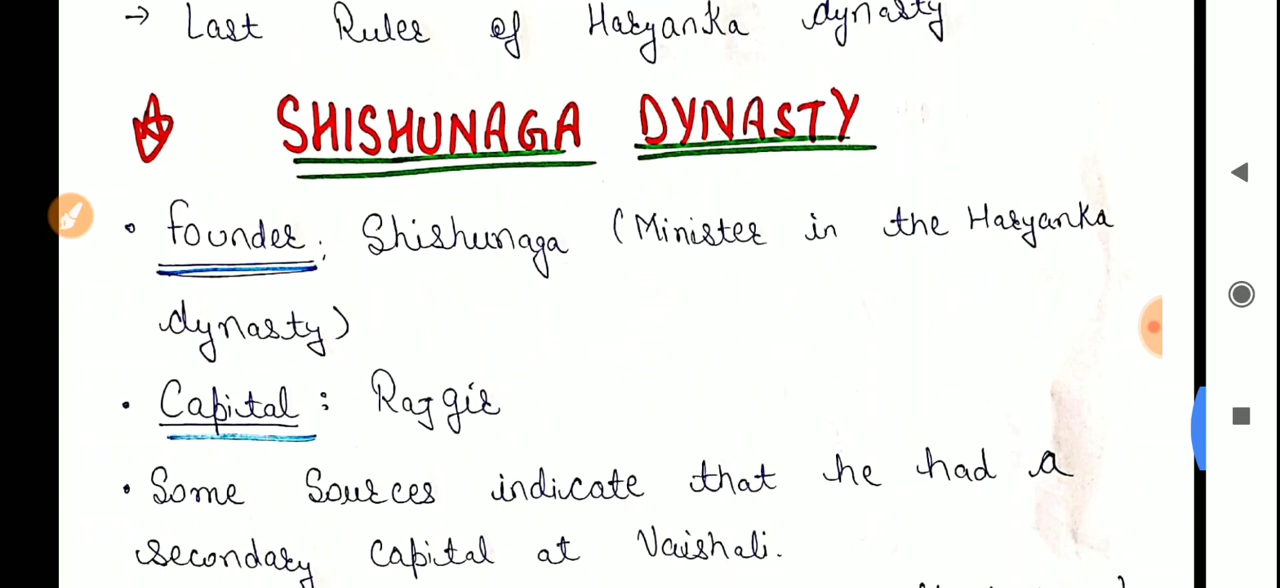 → Last Ruler of Haryanka dynasty
SHISHUNAGA DYNASTY
• founder: Shishunaga (Minister in the Haryanka
dynasty)
• Capital: Rajgir
• Some Sources indicate that he had a
secondary capital at Vaishali.